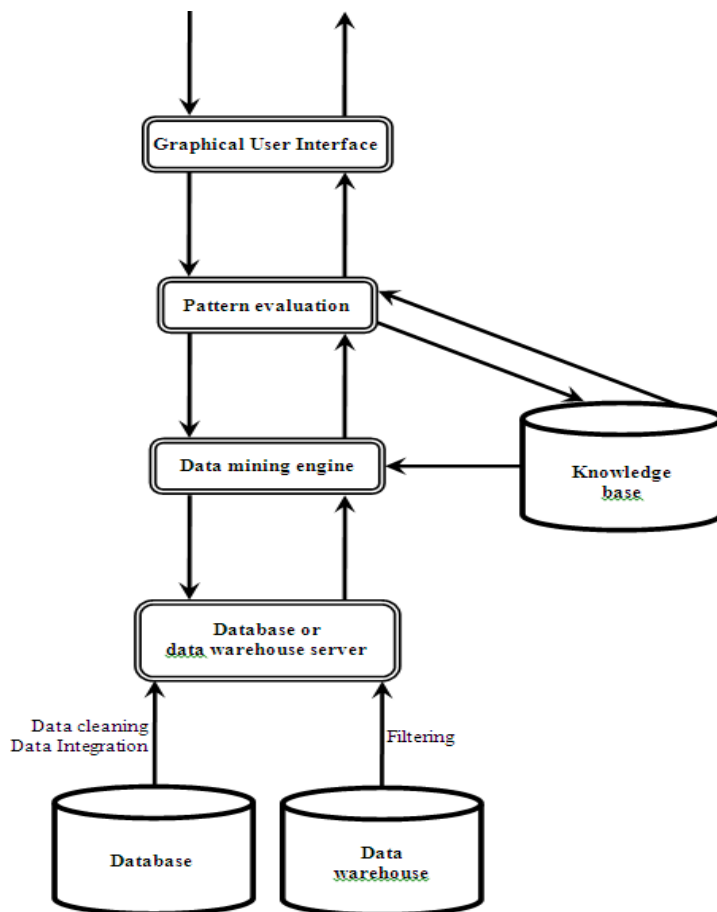 Graphical User Interface
Pattern evaluation
Data mining engine
Knowledge
base
Database or
data warehouse server
Data cleaning
Data Integration
Filtering
Database
Data
warehouse